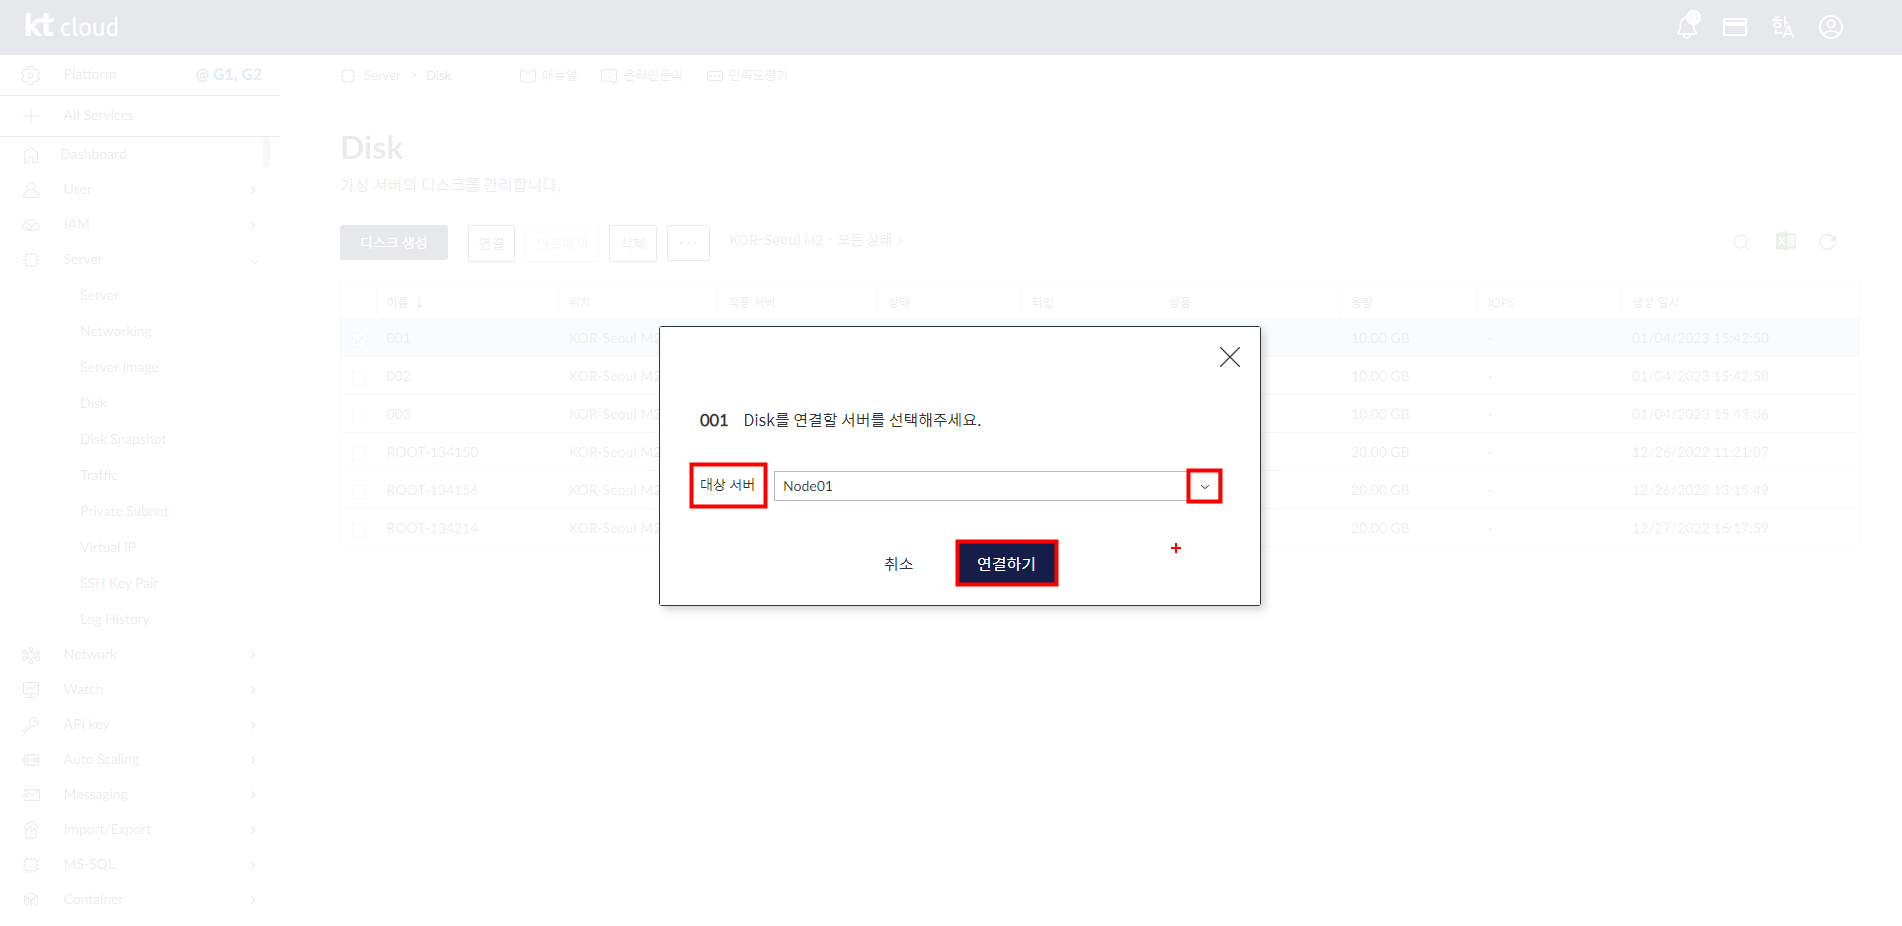 kt cloud
Platform @ G1, G2
All Services
Dashboard
User
IAM
Server
Server
Networking
Server Image
Disk
Disk Snapshot
Traffic
Private Subnet
Virtual IP
SSH Key Pair
Log History
Network
Watch
API key
Auto Scaling
Messaging
Import/Export
MS-SQL
Container
Server > Disk 매뉴얼 온라인문의 만족도평가
Disk
가상 서버의 디스크를 관리합니다.
디스크 생성 연결 연결해제 삭제 ··· KOR-Seoul M2 · 모든 상태 >
이름 ↓ 위치 적용 서버 상태 타입 상품 용량 IOPS 생성 일시
001 KOR-Seoul M2 10.00 GB - 01/04/2023 15:42:50
002 KOR-Seoul M2 10.00 GB - 01/04/2023 15:42:58
003 KOR-Seoul M2 10.00 GB - 01/04/2023 15:43:06
ROOT-134150 KOR-Seoul M2 20.00 GB - 12/26/2022 11:21:07
ROOT-134156 KOR-Seoul M2 20.00 GB - 12/26/2022 13:15:49
ROOT-134214 KOR-Seoul M2 20.00 GB - 12/27/2022 16:17:59
001 Disk를 연결할 서버를 선택해주세요.
대상 서버 Node01
취소 연결하기